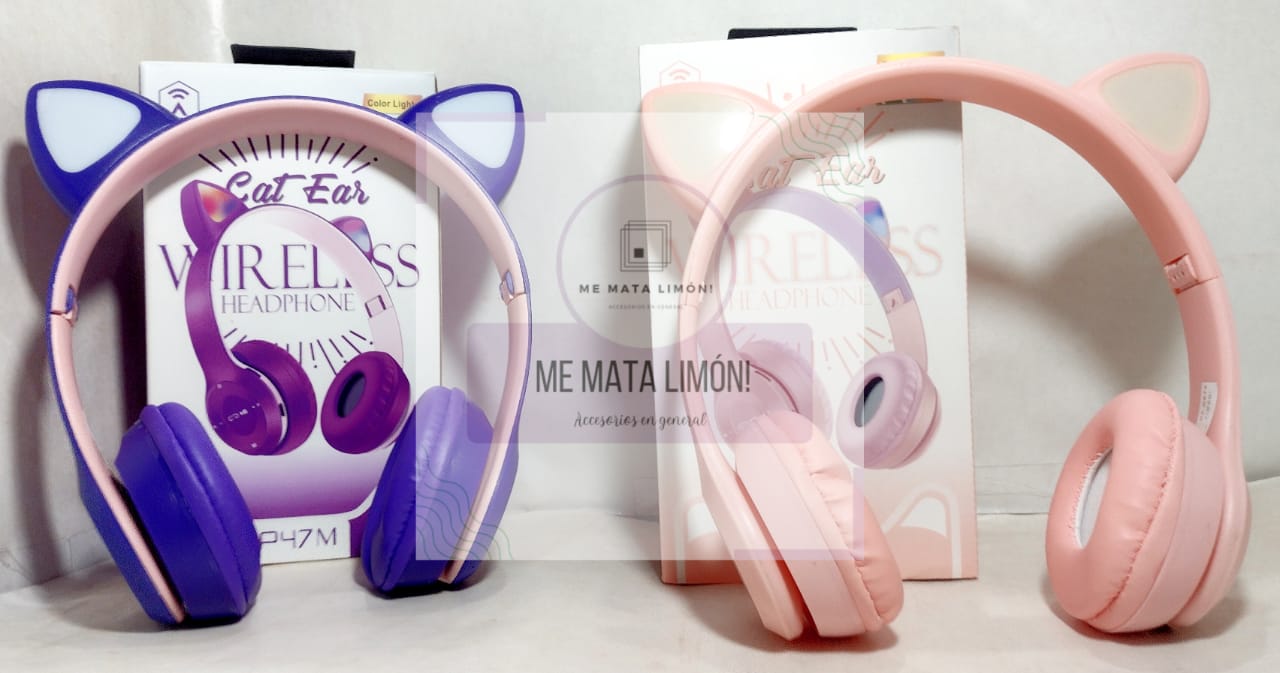 Color Light
Cat Ear
WIRELESS
HEADPHONE
P47M
Cat Ear
WIRELESS
HEADPHONE
ME MATA LIMÓN!
ACCESORIOS EN GENERAL
ME MATA LIMÓN!
Accesorios en general